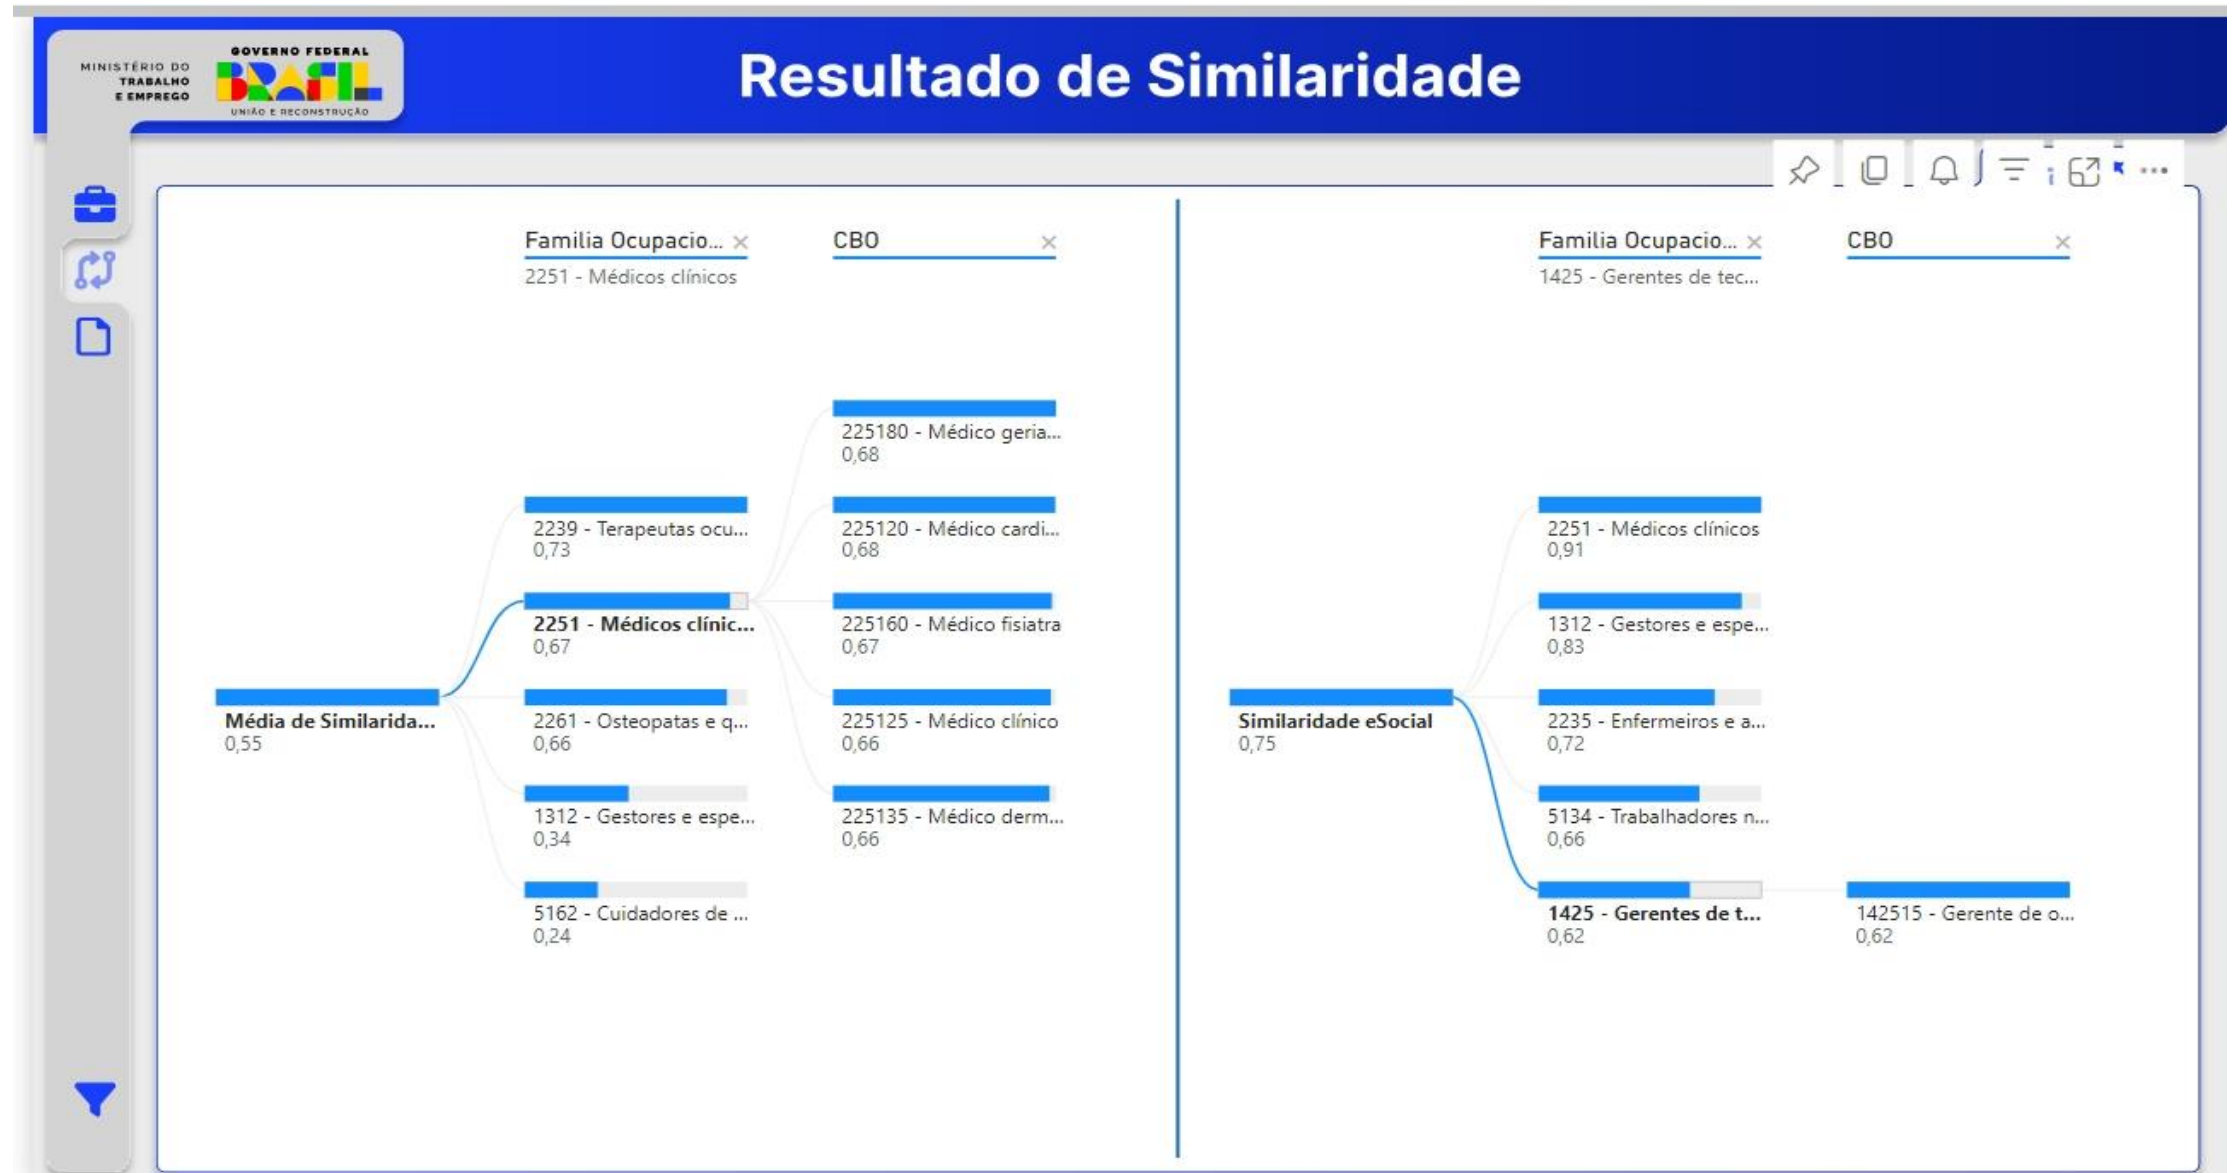 MINISTÉRIO DO
TRABALHO
E EMPREGO
GOVERNO FEDERAL
BRASIL
UNIÃO E RECONSTRUÇÃO
Resultado de Similaridade
Familia Ocupacio...
2251 - Médicos clínicos
CBO
225180 - Médico geria...
0,68
2239 - Terapeutas ocu...
0,73
225120 - Médico cardi...
0,68
2251 - Médicos clínic...
0,67
225160 - Médico fisiatra
0,67
Média de Similarida...
0,55
2261 - Osteopatas e q...
0,66
225125 - Médico clínico
0,66
1312 - Gestores e espe...
0,34
225135 - Médico derm...
0,66
5162 - Cuidadores de ...
0,24
Familia Ocupacio...
1425 - Gerentes de tec...
CBO
2251 - Médicos clínicos
0,91
1312 - Gestores e espe...
0,83
Similaridade eSocial
0,75
2235 - Enfermeiros e a...
0,72
5134 - Trabalhadores n...
0,66
1425 - Gerentes de t...
0,62
142515 - Gerente de o...
0,62